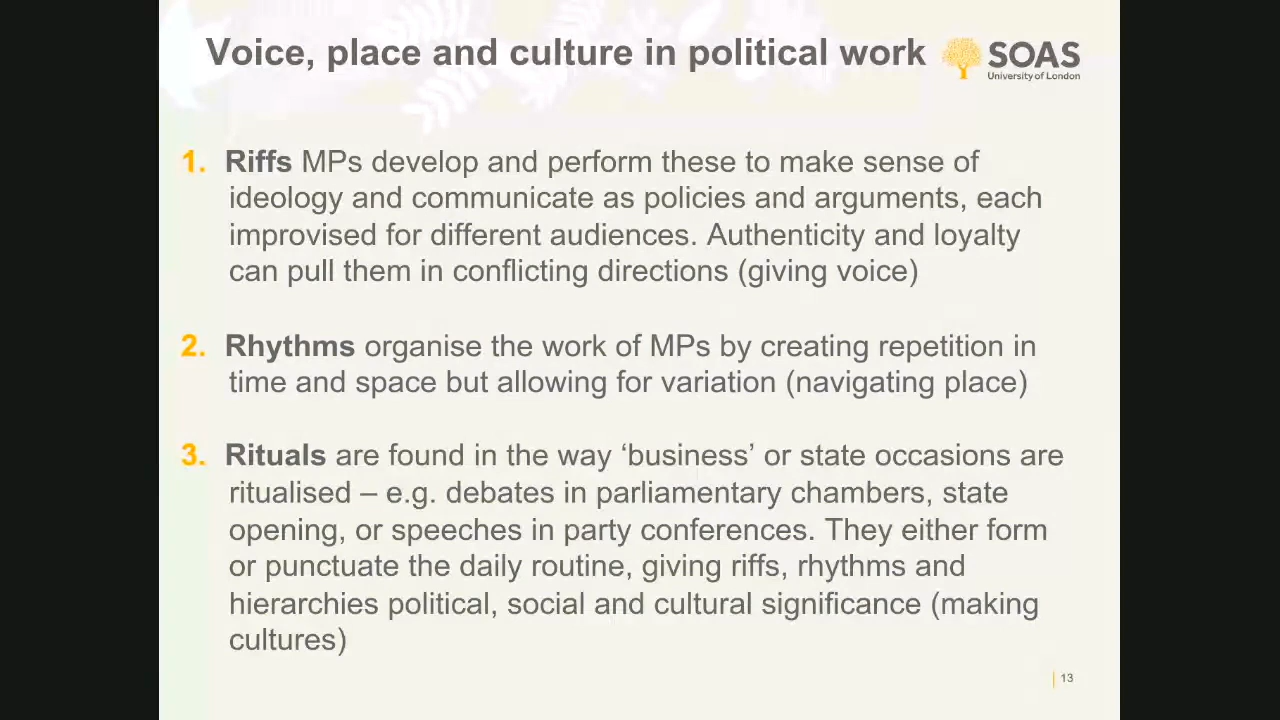 Voice, place and culture in political work
SOAS
University of London
1. Riffs MPs develop and perform these to make sense of
ideology and communicate as policies and arguments, each
improvised for different audiences. Authenticity and loyalty
can pull them in conflicting directions (giving voice)
2. Rhythms organise the work of MPs by creating repetition in
time and space but allowing for variation (navigating place)
3. Rituals are found in the way ‘business’ or state occasions are
ritualised – e.g. debates in parliamentary chambers, state
opening, or speeches in party conferences. They either form
or punctuate the daily routine, giving riffs, rhythms and
hierarchies political, social and cultural significance (making
cultures)
13